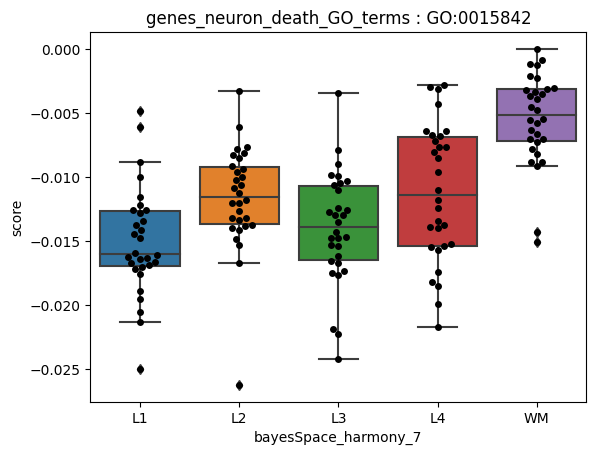 genes_neuron_death_GO_terms : GO:0015842
0.000
−0.005
−0.010
−0.015
−0.020
−0.025
score
L1 L2 L3 L4 WM
bayesSpace_harmony_7